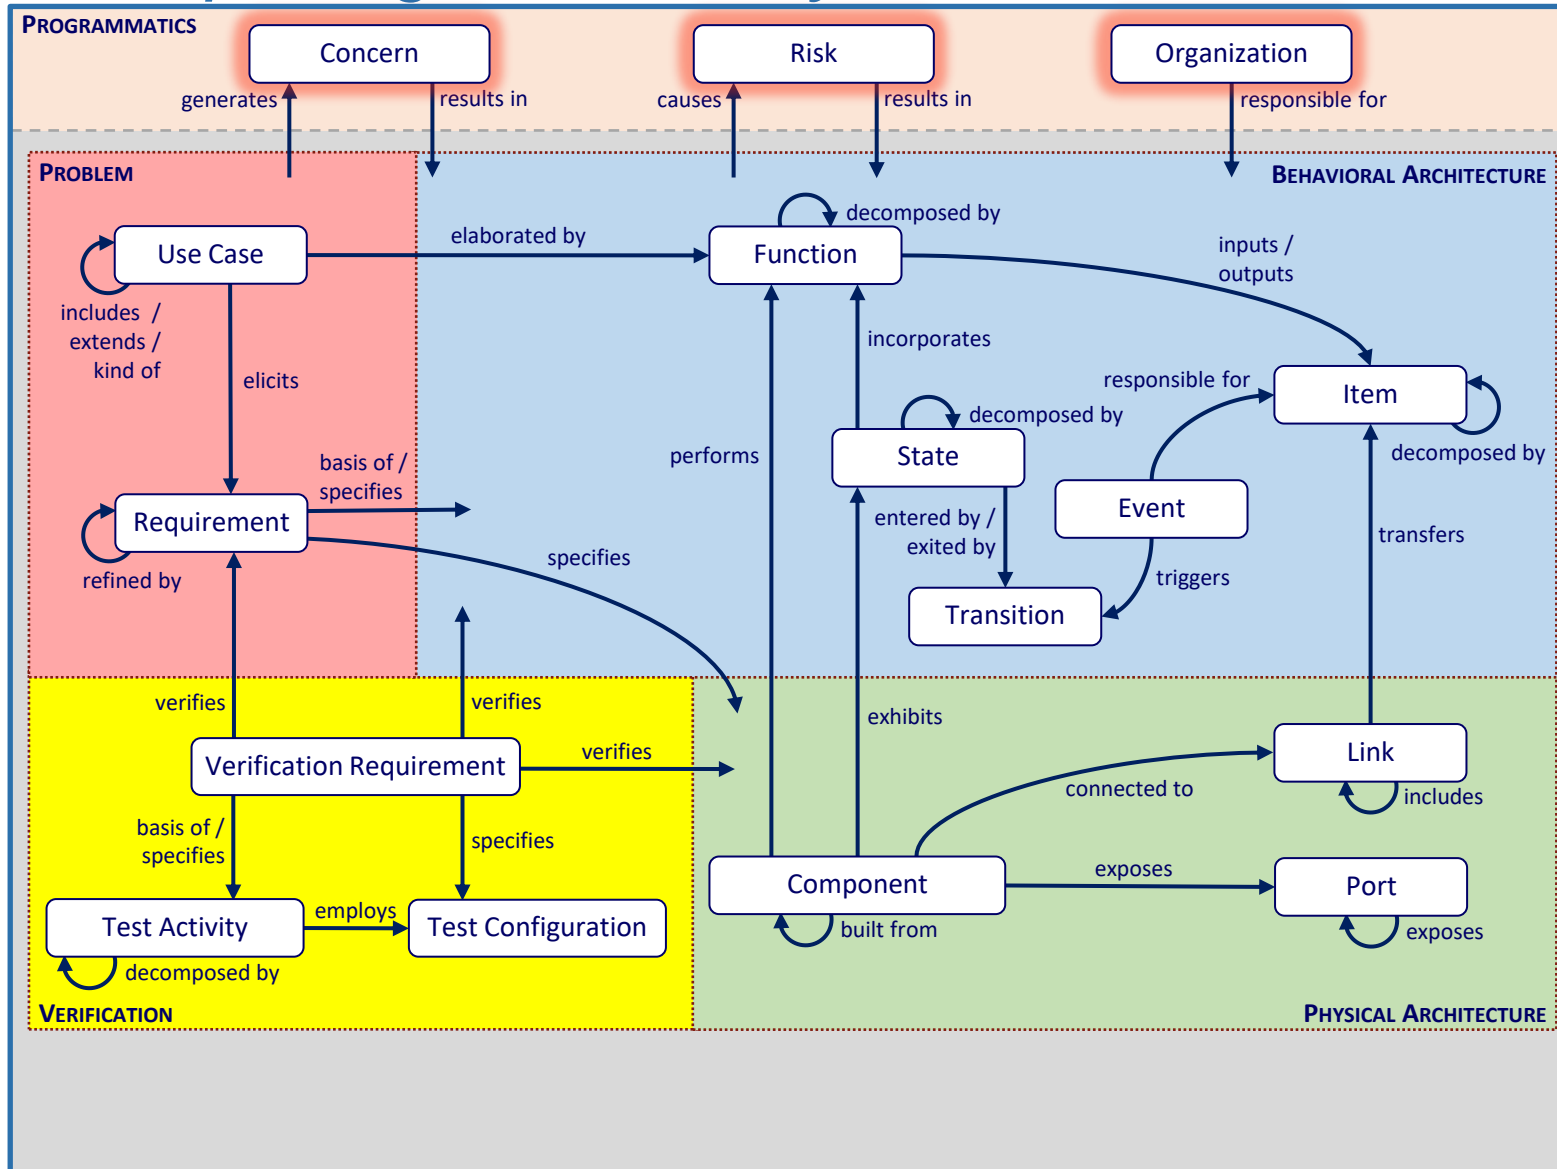 PROGRAMMATICS
Concern
Risk
Organization
generates
results in
causes
results in
responsible for
PROBLEM
BEHAVIORAL ARCHITECTURE
decomposed by
Use Case
elaborated by
Function
inputs /
outputs
includes /
extends /
kind of
elicits
incorporates
responsible for
Item
decomposed by
decomposed by
State
performs
basis of /
specifies
Requirement
Event
entered by /
exited by
transfers
specifies
refined by
triggers
Transition
verifies
verifies
exhibits
verifies
Verification Requirement
Link
connected to
includes
basis of /
specifies
specifies
Component
exposes
Port
employs
Test Activity
Test Configuration
built from
exposes
decomposed by
VERIFICATION
PHYSICAL ARCHITECTURE